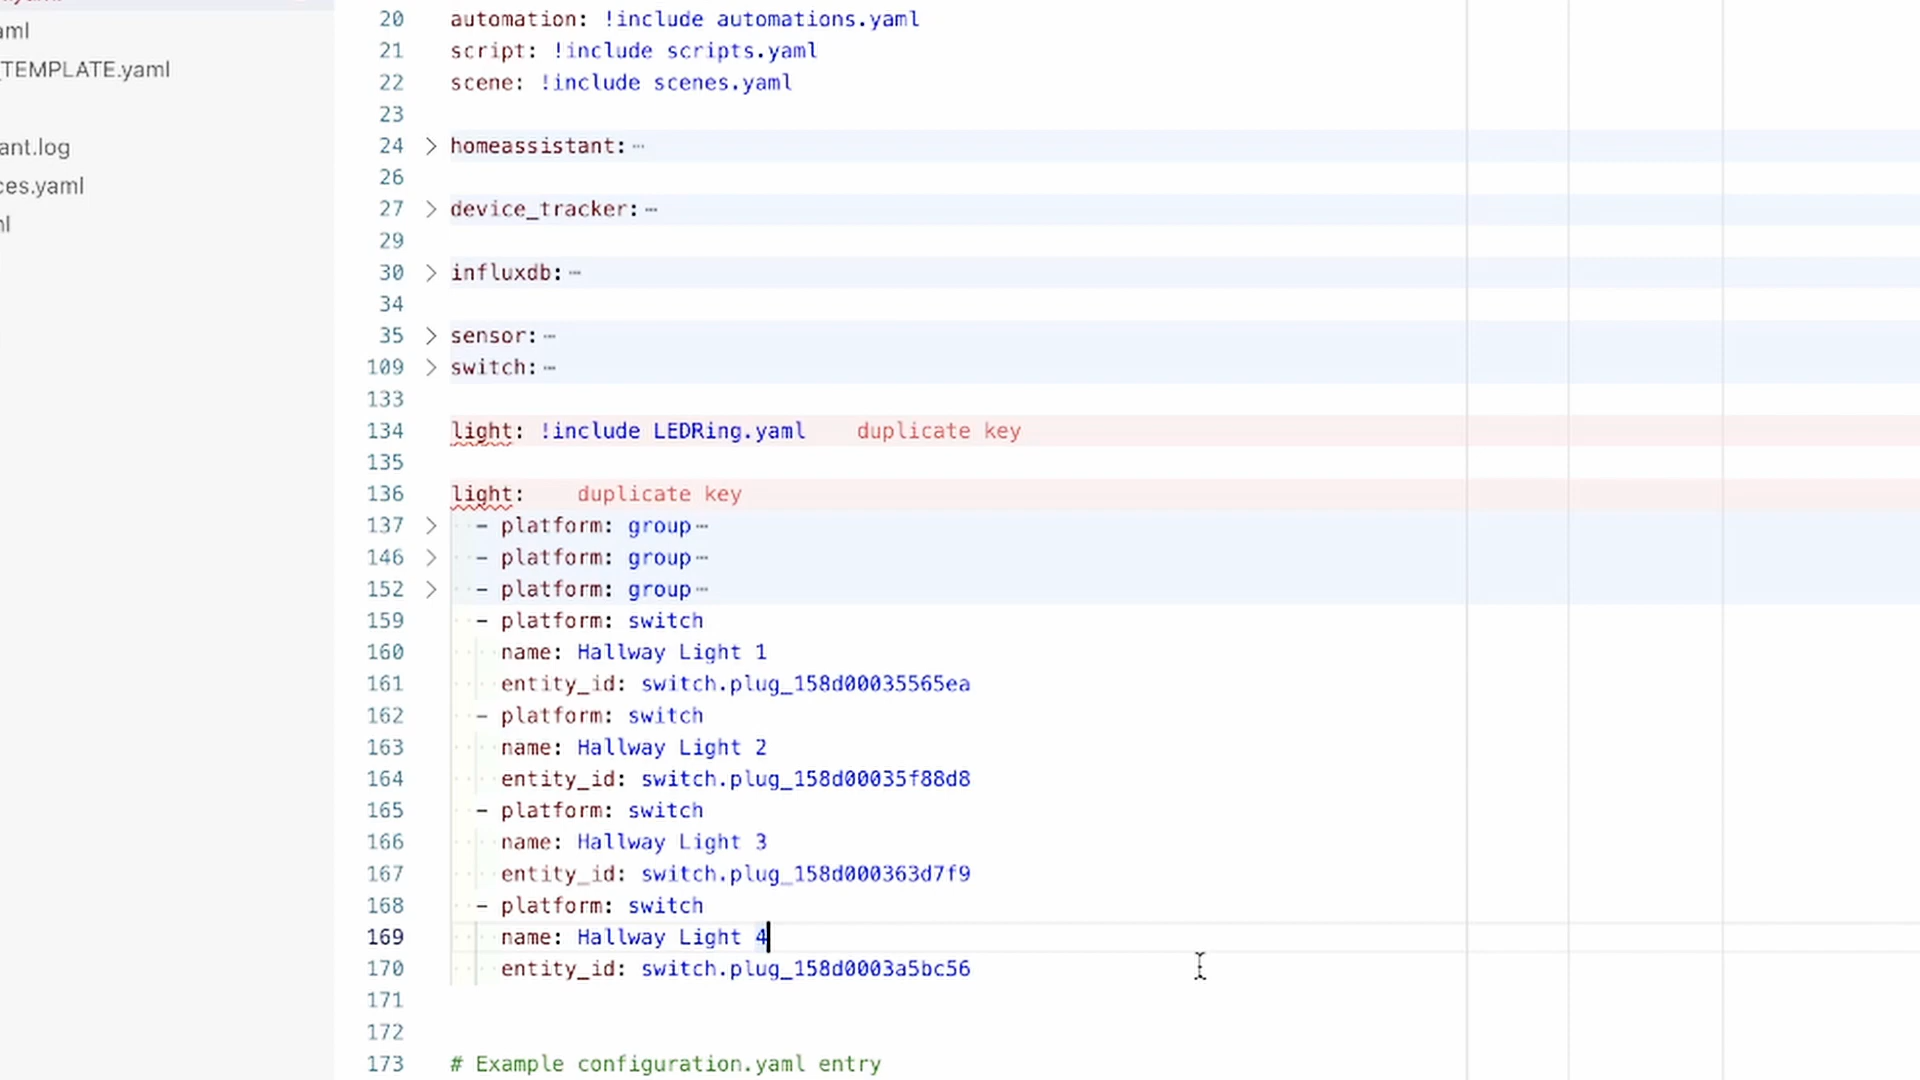 20 automation: !include automations.yaml
aml
21 script: !include scripts.yaml
_TEMPLATE.yaml
22 scene: !include scenes.yaml
23
ant.log
24 homeassistant:
26
ces.yaml
27 device_tracker:
29
30 influxdb:
34
35 sensor:
109 switch:
133
134 light: !include LEDRing.yaml duplicate key
135
136 light: duplicate key
137 - platform: group
146 - platform: group
152 - platform: group
159 - platform: switch
160 name: Hallway Light 1
161 entity_id: switch.plug_158d00035565ea
162 - platform: switch
163 name: Hallway Light 2
164 entity_id: switch.plug_158d00035f88d8
165 - platform: switch
166 name: Hallway Light 3
167 entity_id: switch.plug_158d000363d7f9
168 - platform: switch
169 name: Hallway Light 4
170 entity_id: switch.plug_158d0003a5bc56
171
172
173 # Example configuration.yaml entry